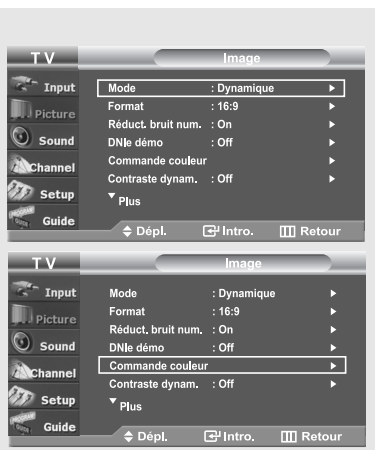 TV Image
Input
Picture
Sound
Channel
Setup
Guide
Mode : Dynamique ►
Format : 16:9 ►
Réduct. bruit num. : On ►
DNIe démo : Off ►
Commande couleur ►
Contraste dynam. : Off ►
▼ Plus
Dépl. Intro. Retour
TV Image
Input
Picture
Sound
Channel
Setup
Guide
Mode : Dynamique ►
Format : 16:9 ►
Réduct. bruit num. : On ►
DNIe démo : Off ►
Commande couleur ►
Contraste dynam. : Off ►
▼ Plus
Dépl. Intro. Retour